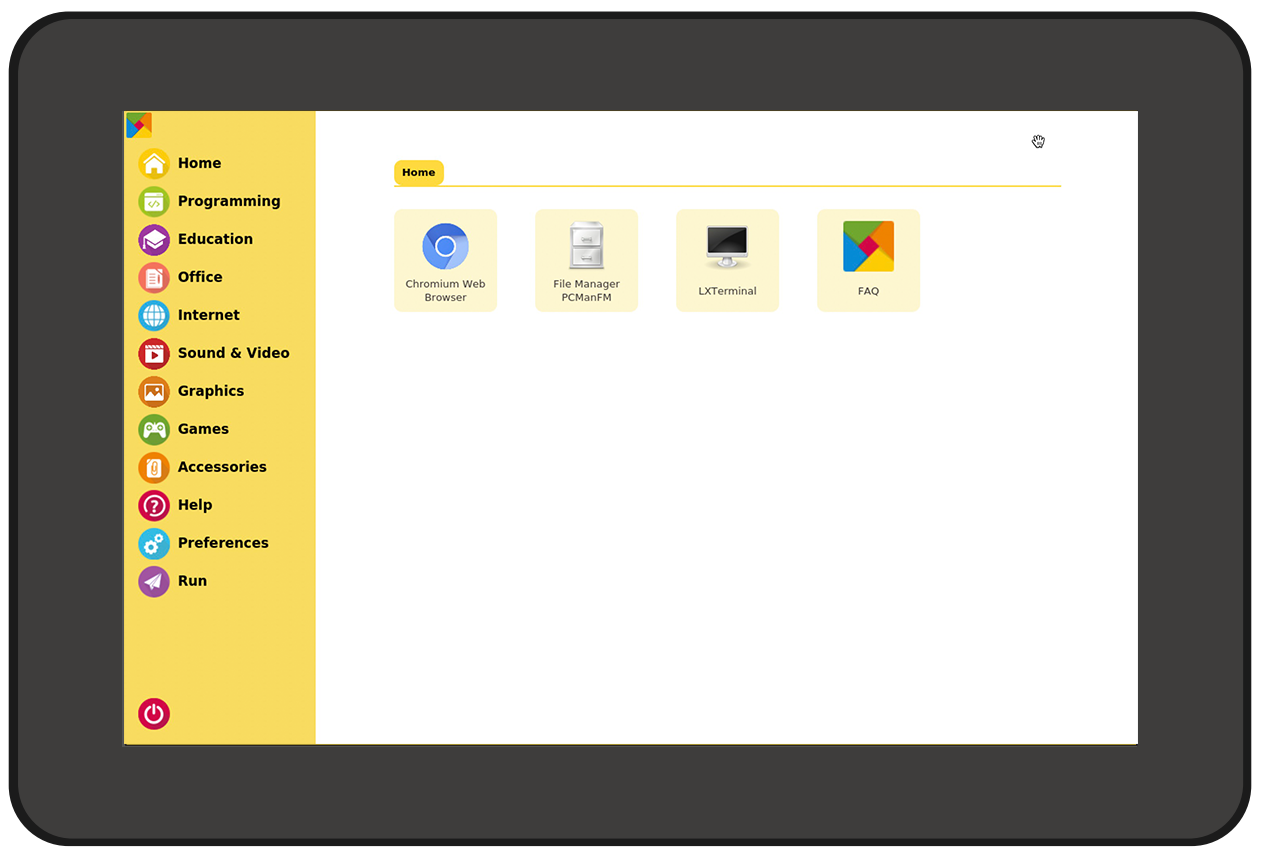 Home
Programming
Education
Office
Internet
Sound & Video
Graphics
Games
Accessories
Help
Preferences
Run
Home
Chromium Web
Browser
File Manager
PCManFM
LXTerminal
FAQ